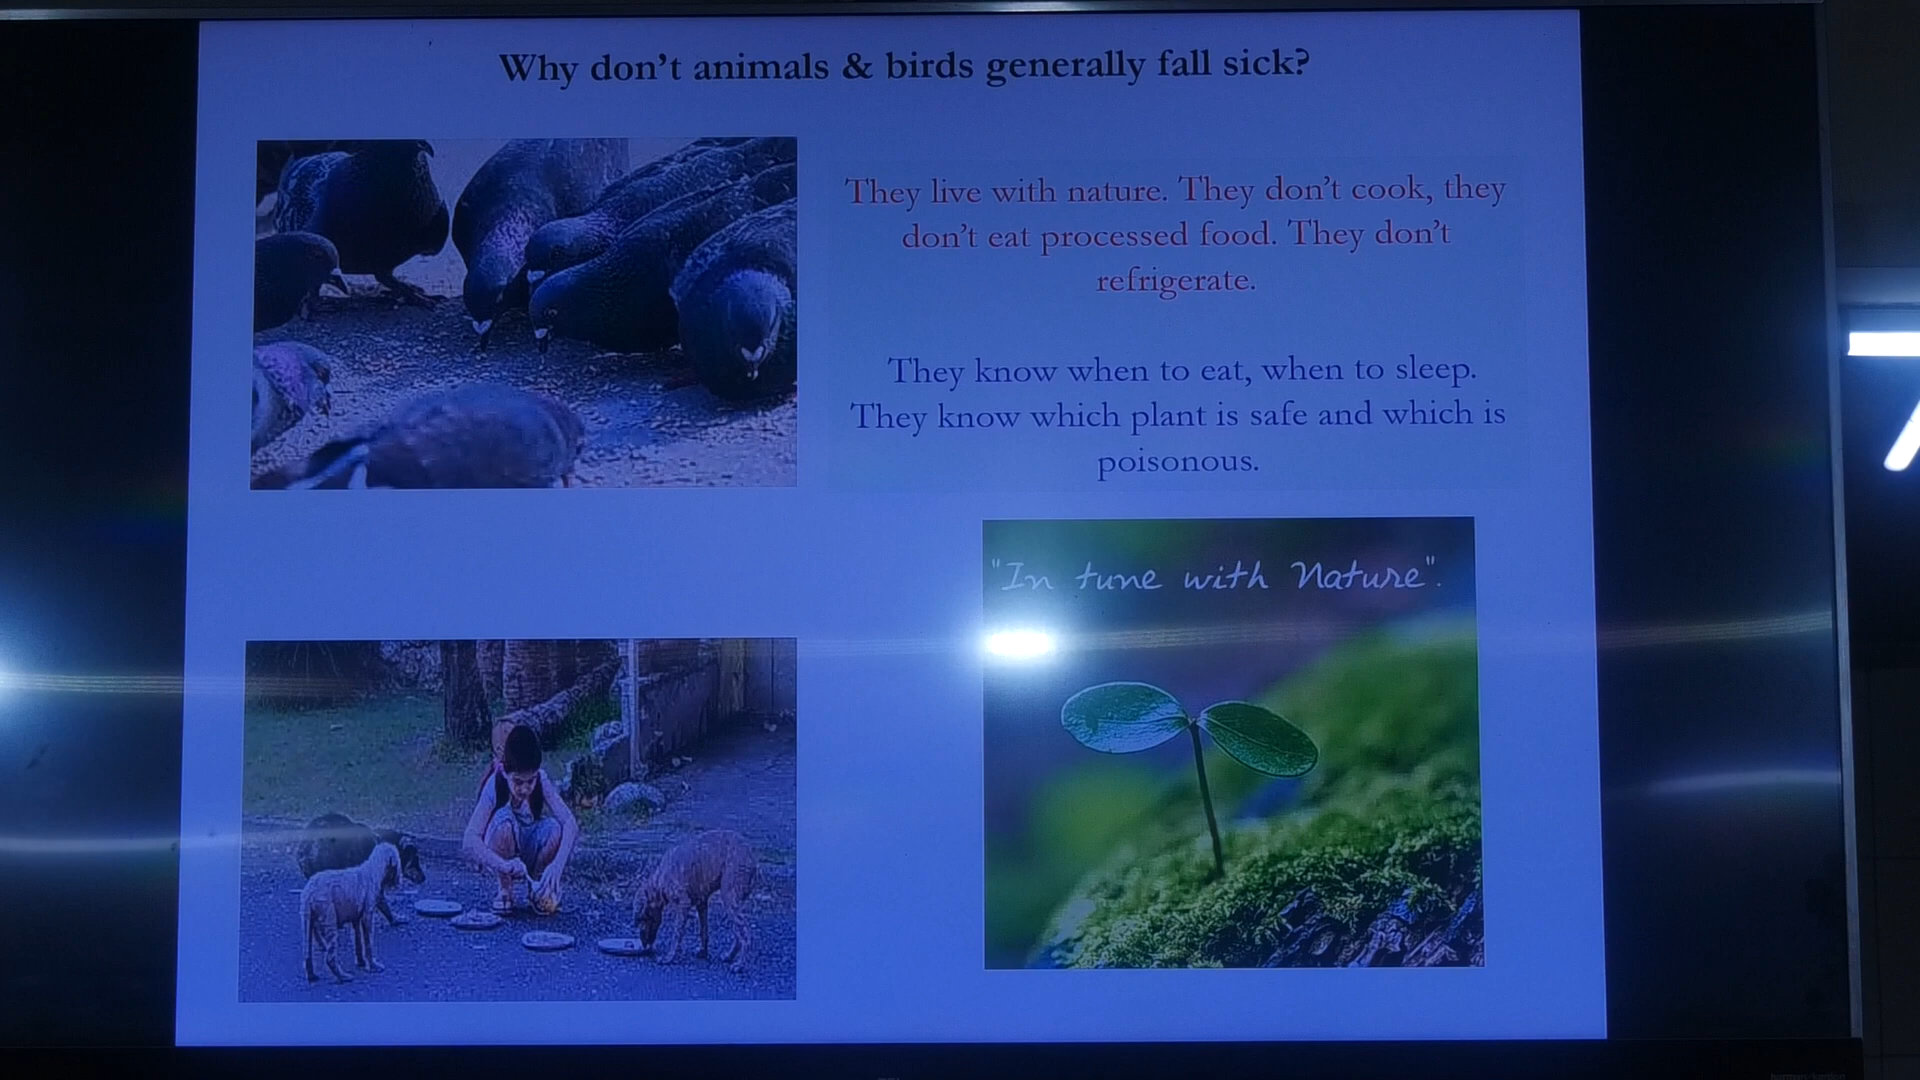 Why don't animals & birds generally fall sick?
They live with nature. They don't cook, they
don't eat processed food. They don't
refrigerate.
They know when to eat, when to sleep.
They know which plant is safe and which is
poisonous.
"In tune with Nature".
harman/kardon